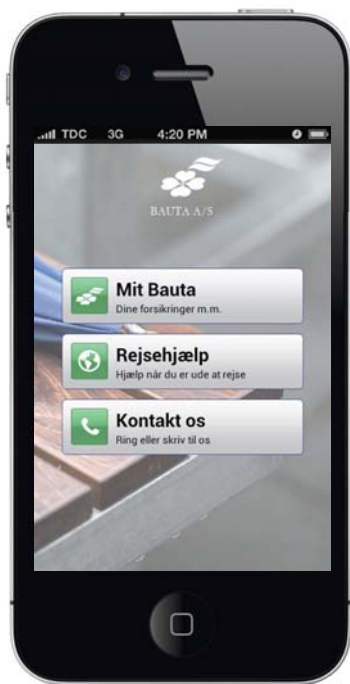 TDC 3G 4:20 PM
BAUTA A/S
Mit Bauta
Dine forsikringer m.m.
Rejsehjælp
Hjælp når du er ude at rejse
Kontakt os
Ring eller skriv til os